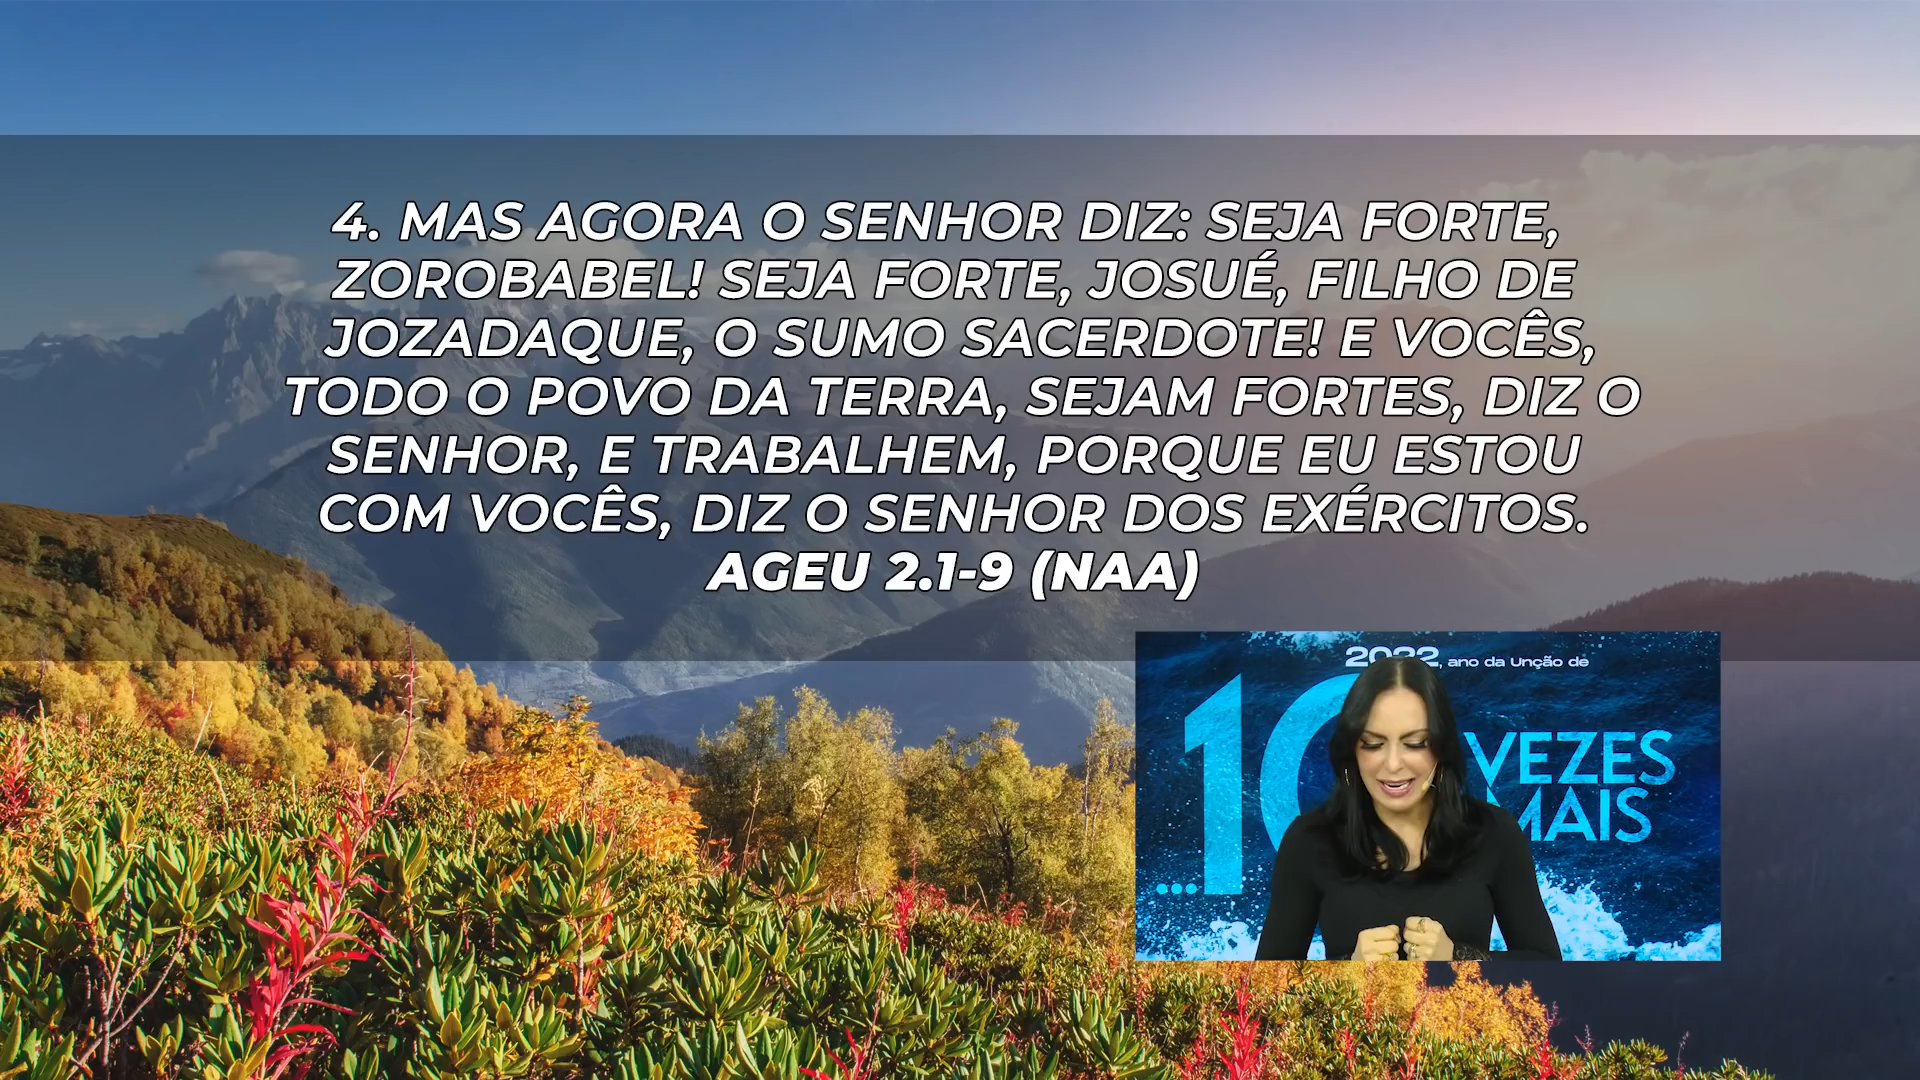 4. MAS AGORA O SENHOR DIZ: SEJA FORTE,
ZOROBABEL! SEJA FORTE, JOSUÉ, FILHO DE
JOZADAQUE, O SUMO SACERDOTE! E VOCÊS,
TODO O POVO DA TERRA, SEJAM FORTES, DIZ O
SENHOR, E TRABALHEM, PORQUE EU ESTOU
COM VOCÊS, DIZ O SENHOR DOS EXÉRCITOS.
AGEU 2.1-9 (NAA)
2022, ano da Unção de
...10 VEZES
MAIS